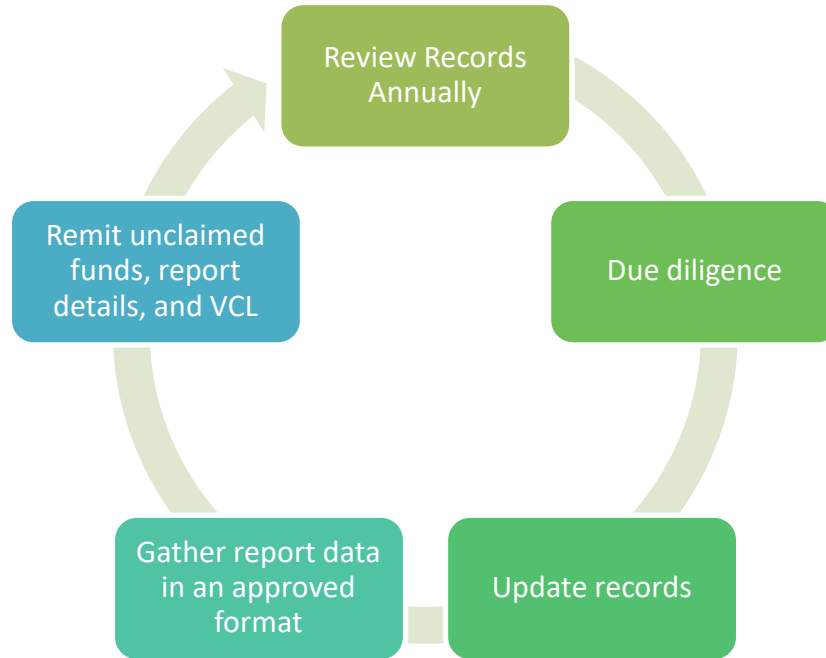 Review Records
Annually
Due diligence
Update records
Gather report data
in an approved
format
Remit unclaimed
funds, report
details, and VCL